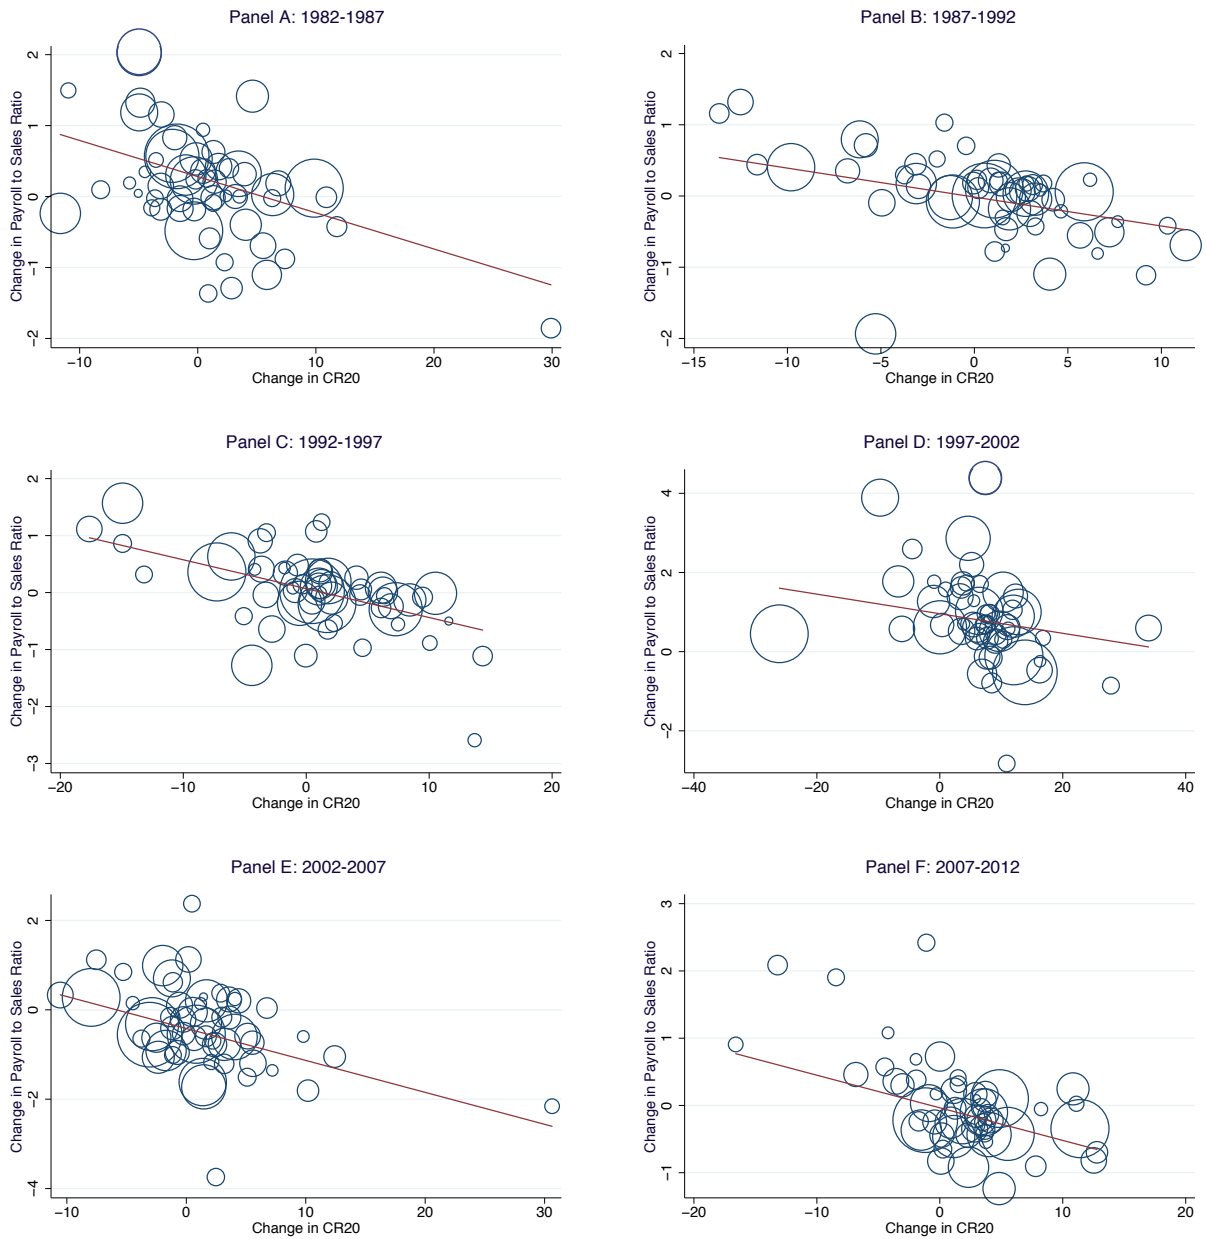 Panel A: 1982-1987
Change in Payroll to Sales Ratio
2
1
0
−1
−2
−10 0 10 20 30
Change in CR20
Panel B: 1987-1992
Change in Payroll to Sales Ratio
2
1
0
−1
−2
−15 −10 −5 0 5 10
Change in CR20
Panel C: 1992-1997
Change in Payroll to Sales Ratio
2
1
0
−1
−2
−3
−20 −10 0 10 20
Change in CR20
Panel D: 1997-2002
Change in Payroll to Sales Ratio
4
2
0
−2
−40 −20 0 20 40
Change in CR20
Panel E: 2002-2007
Change in Payroll to Sales Ratio
2
0
−2
−4
−10 0 10 20 30
Change in CR20
Panel F: 2007-2012
Change in Payroll to Sales Ratio
3
2
1
0
−1
−20 −10 0 10 20
Change in CR20